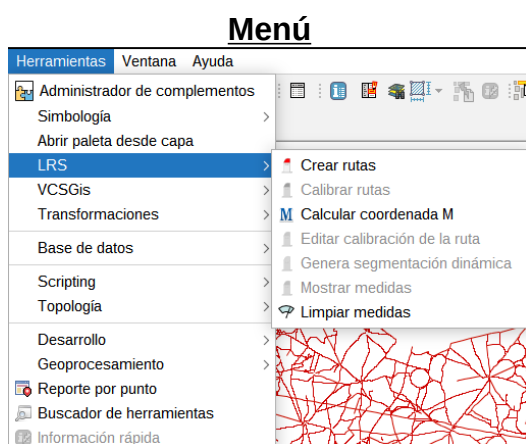 Menú
Herramientas Ventana Ayuda
Administrador de complementos
Simbología
Abrir paleta desde capa
LRS
VCSGis
Transformaciones
Base de datos
Scripting
Topología
Desarrollo
Geoprocesamiento
Reporte por punto
Buscador de herramientas
Información rápida
Crear rutas
Calibrar rutas
M Calcular coordenada M
Editar calibración de la ruta
Genera segmentación dinámica
Mostrar medidas
Limpiar medidas